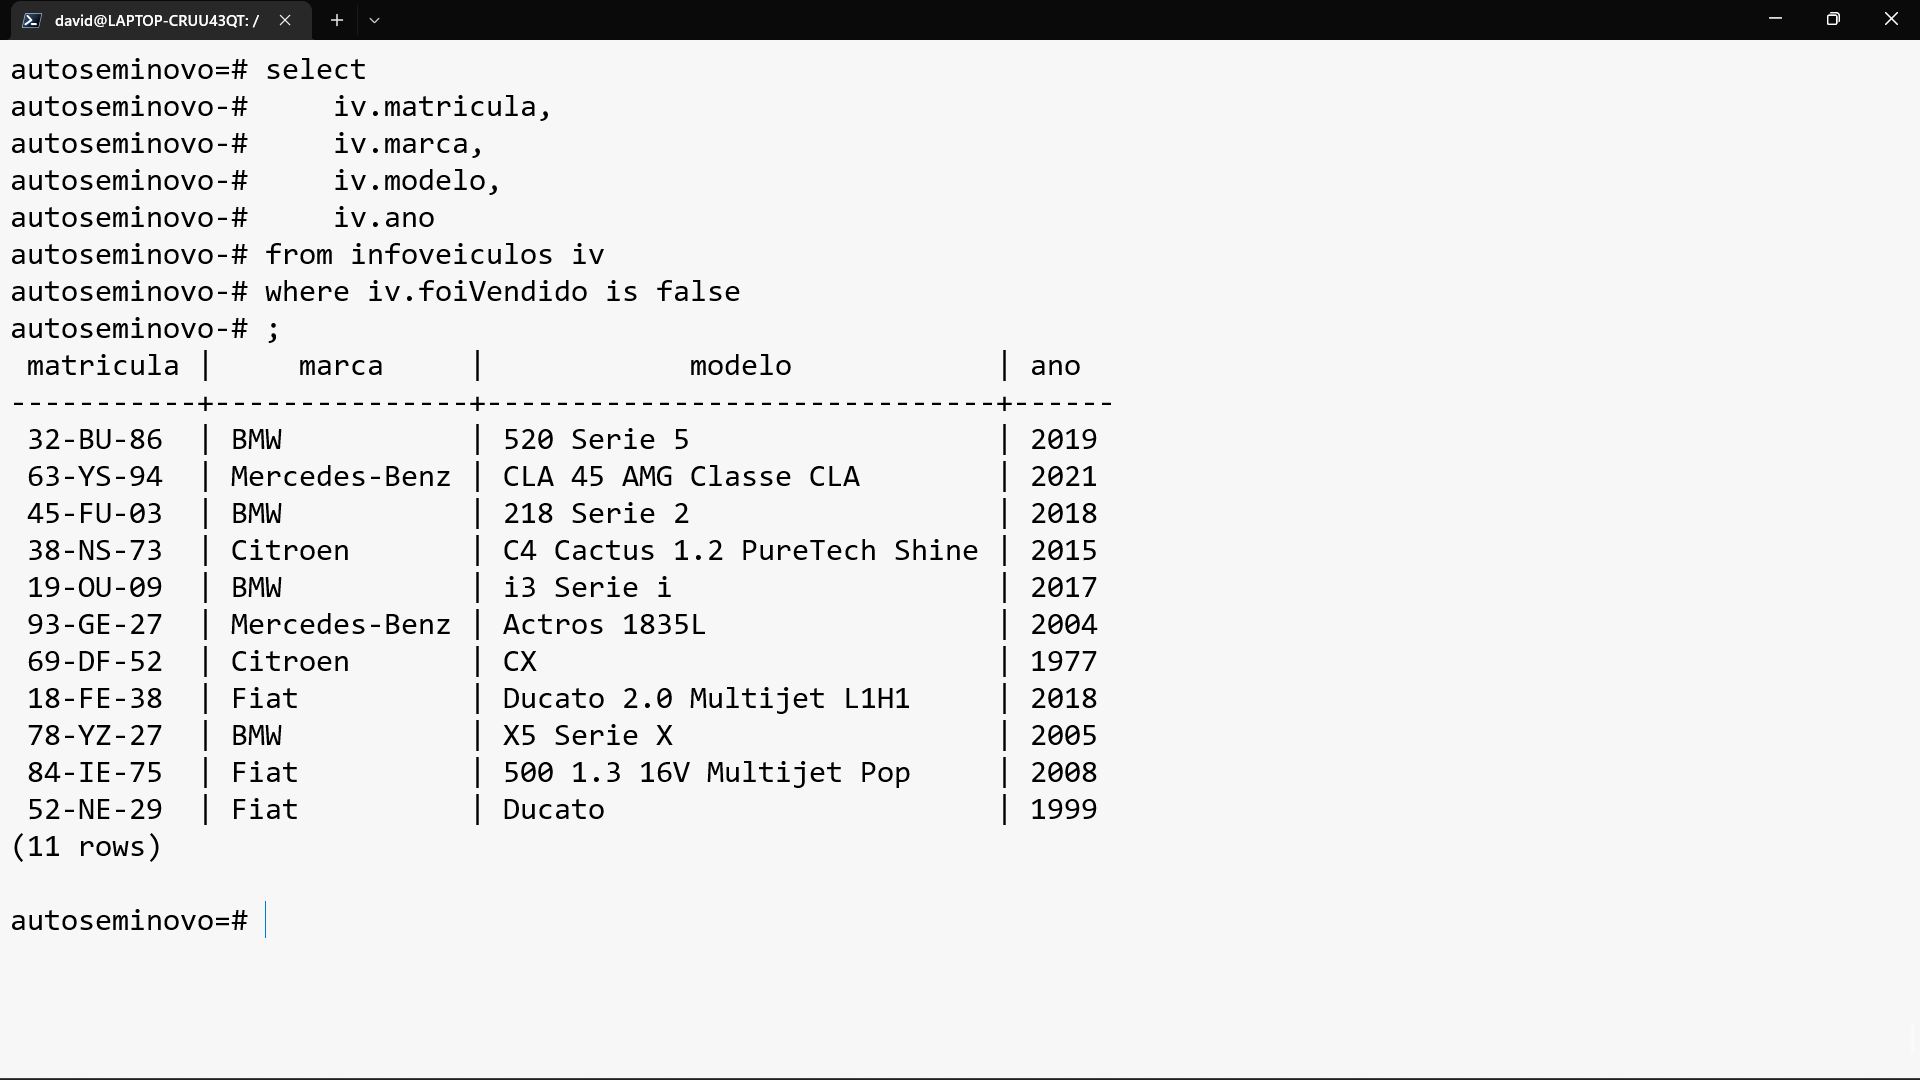 david@LAPTOP-CRUU43QT: /
autoseminovo=# select
autoseminovo-#     iv.matricula,
autoseminovo-#     iv.marca,
autoseminovo-#     iv.modelo,
autoseminovo-#     iv.ano
autoseminovo-# from infoveiculos iv
autoseminovo-# where iv.foiVendido is false
autoseminovo-# ;
 matricula |     marca     |            modelo            | ano
-----------+---------------+------------------------------+------
 32-BU-86  | BMW           | 520 Serie 5                  | 2019
 63-YS-94  | Mercedes-Benz | CLA 45 AMG Classe CLA        | 2021
 45-FU-03  | BMW           | 218 Serie 2                  | 2018
 38-NS-73  | Citroen       | C4 Cactus 1.2 PureTech Shine | 2015
 19-OU-09  | BMW           | i3 Serie i                   | 2017
 93-GE-27  | Mercedes-Benz | Actros 1835L                 | 2004
 69-DF-52  | Citroen       | CX                           | 1977
 18-FE-38  | Fiat          | Ducato 2.0 Multijet L1H1     | 2018
 78-YZ-27  | BMW           | X5 Serie X                   | 2005
 84-IE-75  | Fiat          | 500 1.3 16V Multijet Pop     | 2008
 52-NE-29  | Fiat          | Ducato                       | 1999
(11 rows)
autoseminovo=#